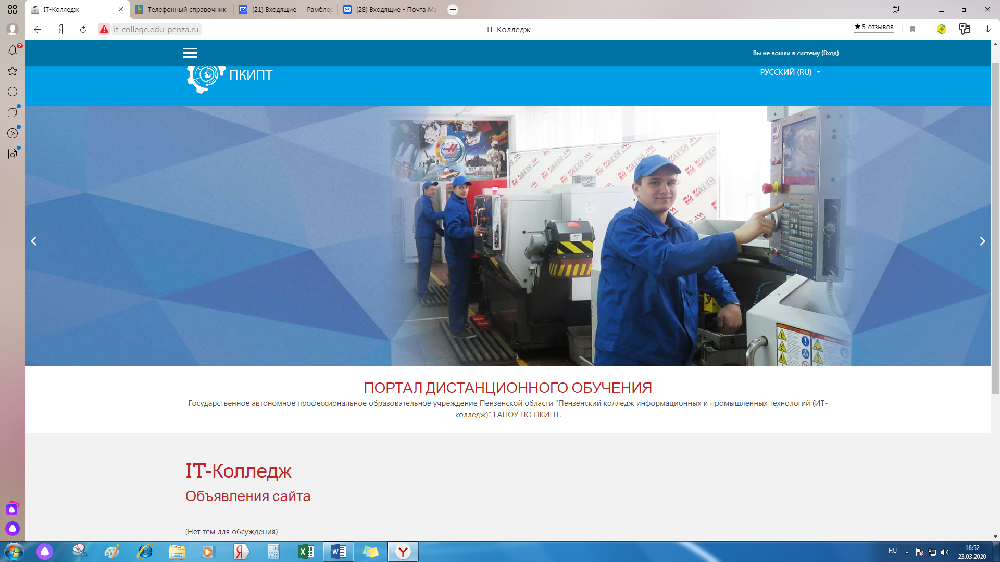 IT-Колледж
Телефонный справочник
(21) Входящие — Рамблер
(28) Входящие - Почта Ma
it-college.edu-penza.ru
IT-Колледж
★5 отзывов
2
Вы не вошли в систему (Вход)
ПКИПТ
РУССКИЙ (RU)
ПОРТАЛ ДИСТАНЦИОННОГО ОБУЧЕНИЯ
Государственное автономное профессиональное образовательное учреждение Пензенской области "Пензенский колледж информационных и промышленных технологий (ИТ-
колледж)" ГАПОУ ПО ПКИПТ.
IT-Колледж
Объявления сайта
(Нет тем для обсуждения)
RU
16:52
23.03.2020